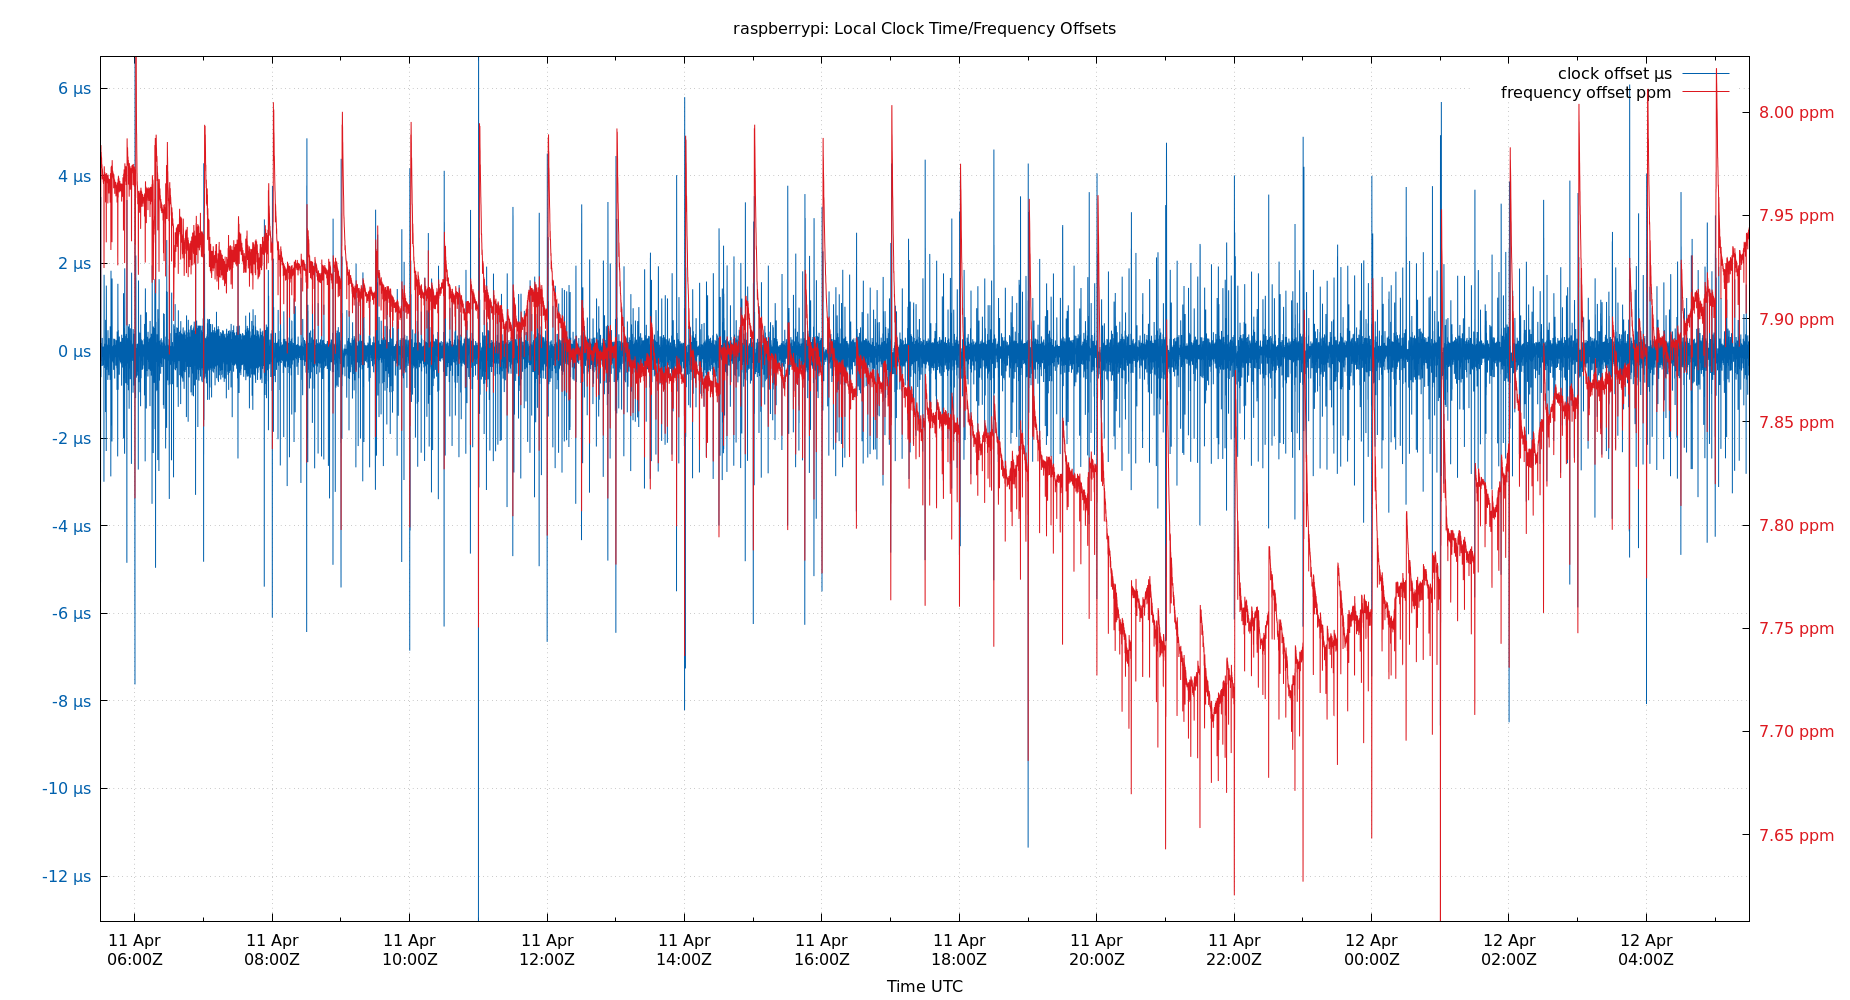 raspberrypi: Local Clock Time/Frequency Offsets
clock offset µs
frequency offset ppm
6 µs
4 µs
2 µs
0 µs
-2 µs
-4 µs
-6 µs
-8 µs
-10 µs
-12 µs
8.00 ppm
7.95 ppm
7.90 ppm
7.85 ppm
7.80 ppm
7.75 ppm
7.70 ppm
7.65 ppm
11 Apr
06:00Z
11 Apr
08:00Z
11 Apr
10:00Z
11 Apr
12:00Z
11 Apr
14:00Z
11 Apr
16:00Z
11 Apr
18:00Z
11 Apr
20:00Z
11 Apr
22:00Z
12 Apr
00:00Z
12 Apr
02:00Z
12 Apr
04:00Z
Time UTC